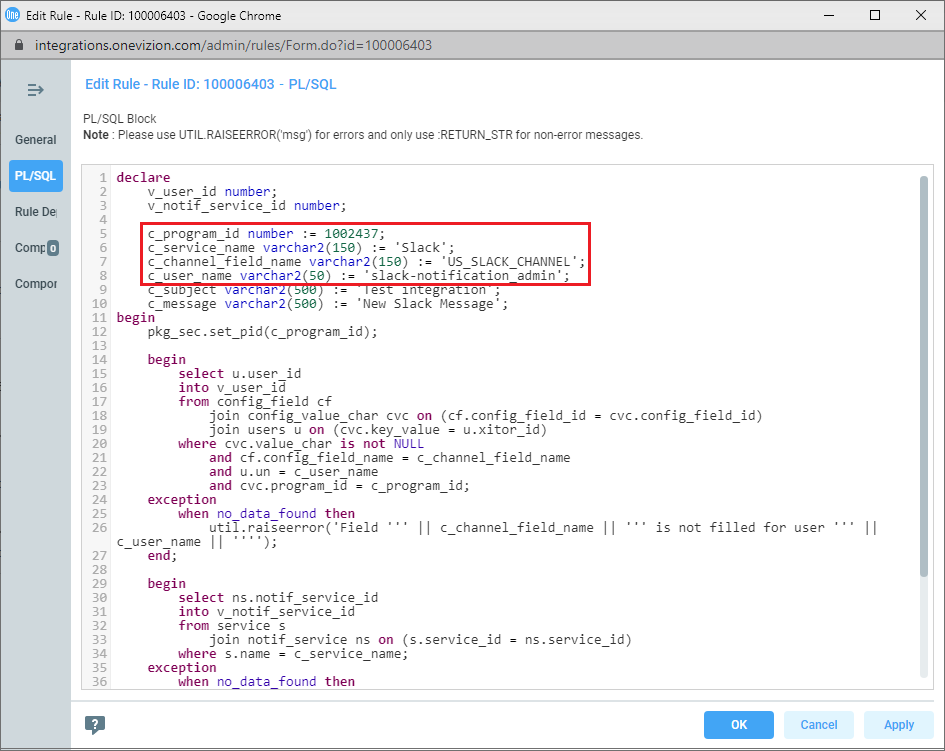 One Edit Rule - Rule ID: 100006403 - Google Chrome
integrations.onevizion.com/admin/rules/Form.do?id=100006403
Edit Rule - Rule ID: 100006403 - PL/SQL
General
PL/SQL
Rule De
Comp 0
Compor
PL/SQL Block
Note : Please use UTIL.RAISEERROR('msg') for errors and only use :RETURN_STR for non-error messages.
1 declare
2     v_user_id number;
3     v_notif_service_id number;
4
5     c_program_id number := 1002437;
6     c_service_name varchar2(150) := 'Slack';
7     c_channel_field_name varchar2(150) := 'US_SLACK_CHANNEL';
8     c_user_name varchar2(50) := 'slack-notification_admin';
9     c_subject varchar2(500) := 'Test integration';
10     c_message varchar2(500) := 'New Slack Message';
11 begin
12     pkg_sec.set_pid(c_program_id);
13
14     begin
15         select u.user_id
16         into v_user_id
17         from config_field cf
18             join config_value_char cvc on (cf.config_field_id = cvc.config_field_id)
19             join users u on (cvc.key_value = u.xitor_id)
20         where cvc.value_char is not NULL
21             and cf.config_field_name = c_channel_field_name
22             and u.un = c_user_name
23             and cvc.program_id = c_program_id;
24     exception
25         when no_data_found then
26             util.raiseerror('Field ''' || c_channel_field_name || ''' is not filled for user ''' ||
c_user_name || '''');
27     end;
28
29     begin
30         select ns.notif_service_id
31         into v_notif_service_id
32         from service s
33             join notif_service ns on (s.service_id = ns.service_id)
34         where s.name = c_service_name;
35     exception
36         when no_data_found then
?
OK Cancel Apply